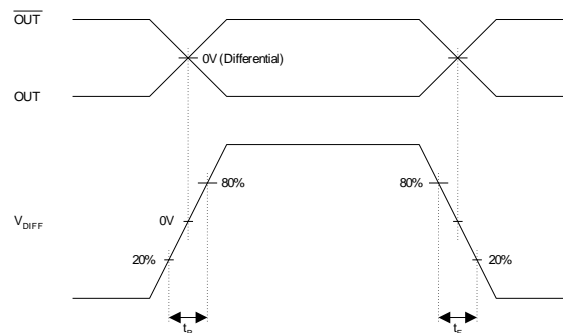 OUT
0V (Differential)
OUT
80%
80%
V_DIFF
0V
20%
20%
t_R
t_F